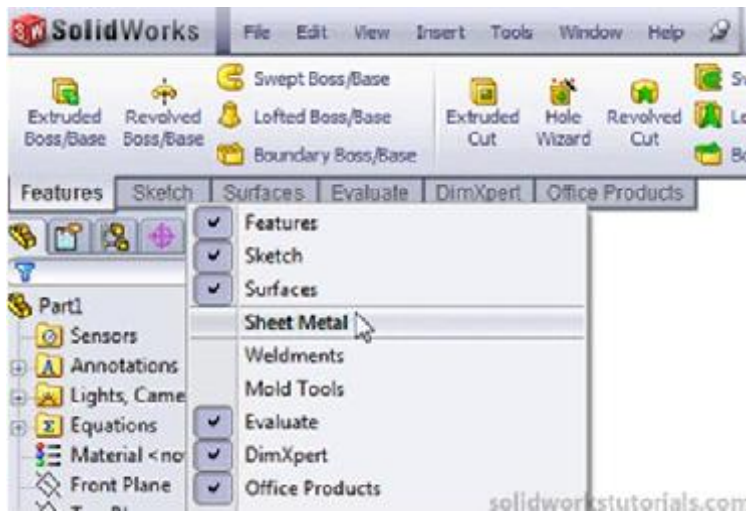 SolidWorks File Edit View Insert Tools Window Help
Extruded Boss/Base
Revolved Boss/Base
Swept Boss/Base
Lofted Boss/Base
Boundary Boss/Base
Extruded Cut
Hole Wizard
Revolved Cut
Features Sketch Surfaces Evaluate DimXpert Office Products
Features
Sketch
Surfaces
Sheet Metal
Weldments
Mold Tools
Evaluate
DimXpert
Office Products
Part1
Sensors
Annotations
Lights, Came
Equations
Material <no
Front Plane
solidworkstutorials.com